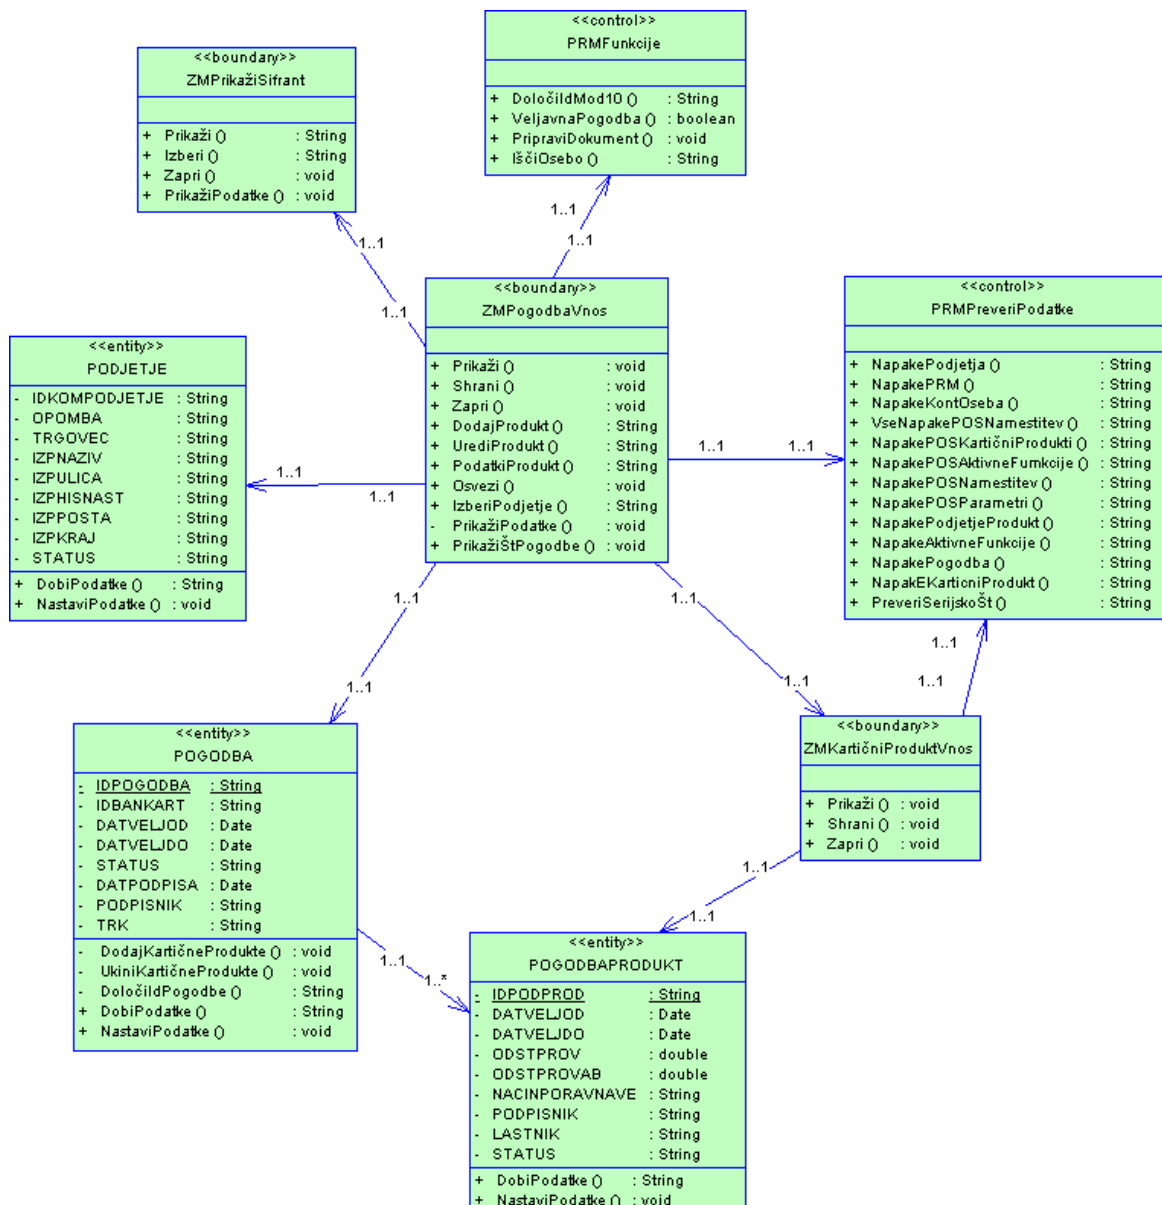 <<control>>
PRMFunkcije
+ DoločiIdMod10 () : String
+ VeljavnaPogodba () : boolean
+ PripraviDokument () : void
+ IščiOsebo () : String
<<boundary>>
ZMPrikažiSifrant
+ Prikaži () : String
+ Izberi () : String
+ Zapri () : void
+ PrikažiPodatke () : void
1..1
1..1
1..1
1..1
<<boundary>>
ZMPogodbaVnos
+ Prikaži () : void
+ Shrani () : void
+ Zapri () : void
+ DodajProdukt () : String
+ UrediProdukt () : String
+ PodatkiProdukt () : String
+ Osvezi () : void
+ IzberiPodjetje () : String
- PrikažiPodatke () : void
+ PrikažiŠtPogodbe () : void
<<control>>
PRMPreveriPodatke
+ NapakePodjetja () : String
+ NapakePRM () : String
+ NapakeKontOseba () : String
+ VseNapakePOSNamestitev () : String
+ NapakePOSKartičniProdukti () : String
+ NapakePOSAktivneFumkcije () : String
+ NapakePOSNamestitev () : String
+ NapakePOSParametri () : String
+ NapakePodjetjeProdukt () : String
+ NapakeAktivneFunkcije () : String
+ NapakePogodba () : String
+ NapakEKarticniProdukt () : String
+ PreveriSerijskoŠt () : String
<<entity>>
PODJETJE
- IDKOMPODJETJE : String
- OPOMBA : String
- TRGOVEC : String
- IZPNAZIV : String
- IZPULICA : String
- IZPHISNAST : String
- IZPPOSTA : String
- IZPKRAJ : String
- STATUS : String
+ DobiPodatke () : String
+ NastaviPodatke () : void
1..1
1..1
1..1
1..1
1..1
1..1
1..1
1..1
1..1
1..1
<<entity>>
POGODBA
- IDPOGODBA : String
- IDBANKART : String
- DATVELJOD : Date
- DATVELJDO : Date
- STATUS : String
- DATPODPISA : Date
- PODPISNIK : String
- TRK : String
- DodajKartičneProdukte () : void
- UkiniKartičneProdukte () : void
- DoločiIdPogodbe () : String
+ DobiPodatke () : String
+ NastaviPodatke () : void
<<boundary>>
ZMKartičniProduktVnos
+ Prikaži () : void
+ Shrani () : void
+ Zapri () : void
1..1
1..1
1..1
1..*
<<entity>>
POGODBAPRODUKT
- IDPODPROD : String
- DATVELJOD : Date
- DATVELJDO : Date
- ODSTPROV : double
- ODSTPROVAB : double
- NACINPORAVNAVE : String
- PODPISNIK : String
- LASTNIK : String
- STATUS : String
+ DobiPodatke () : String
+ NastaviPodatke () : void